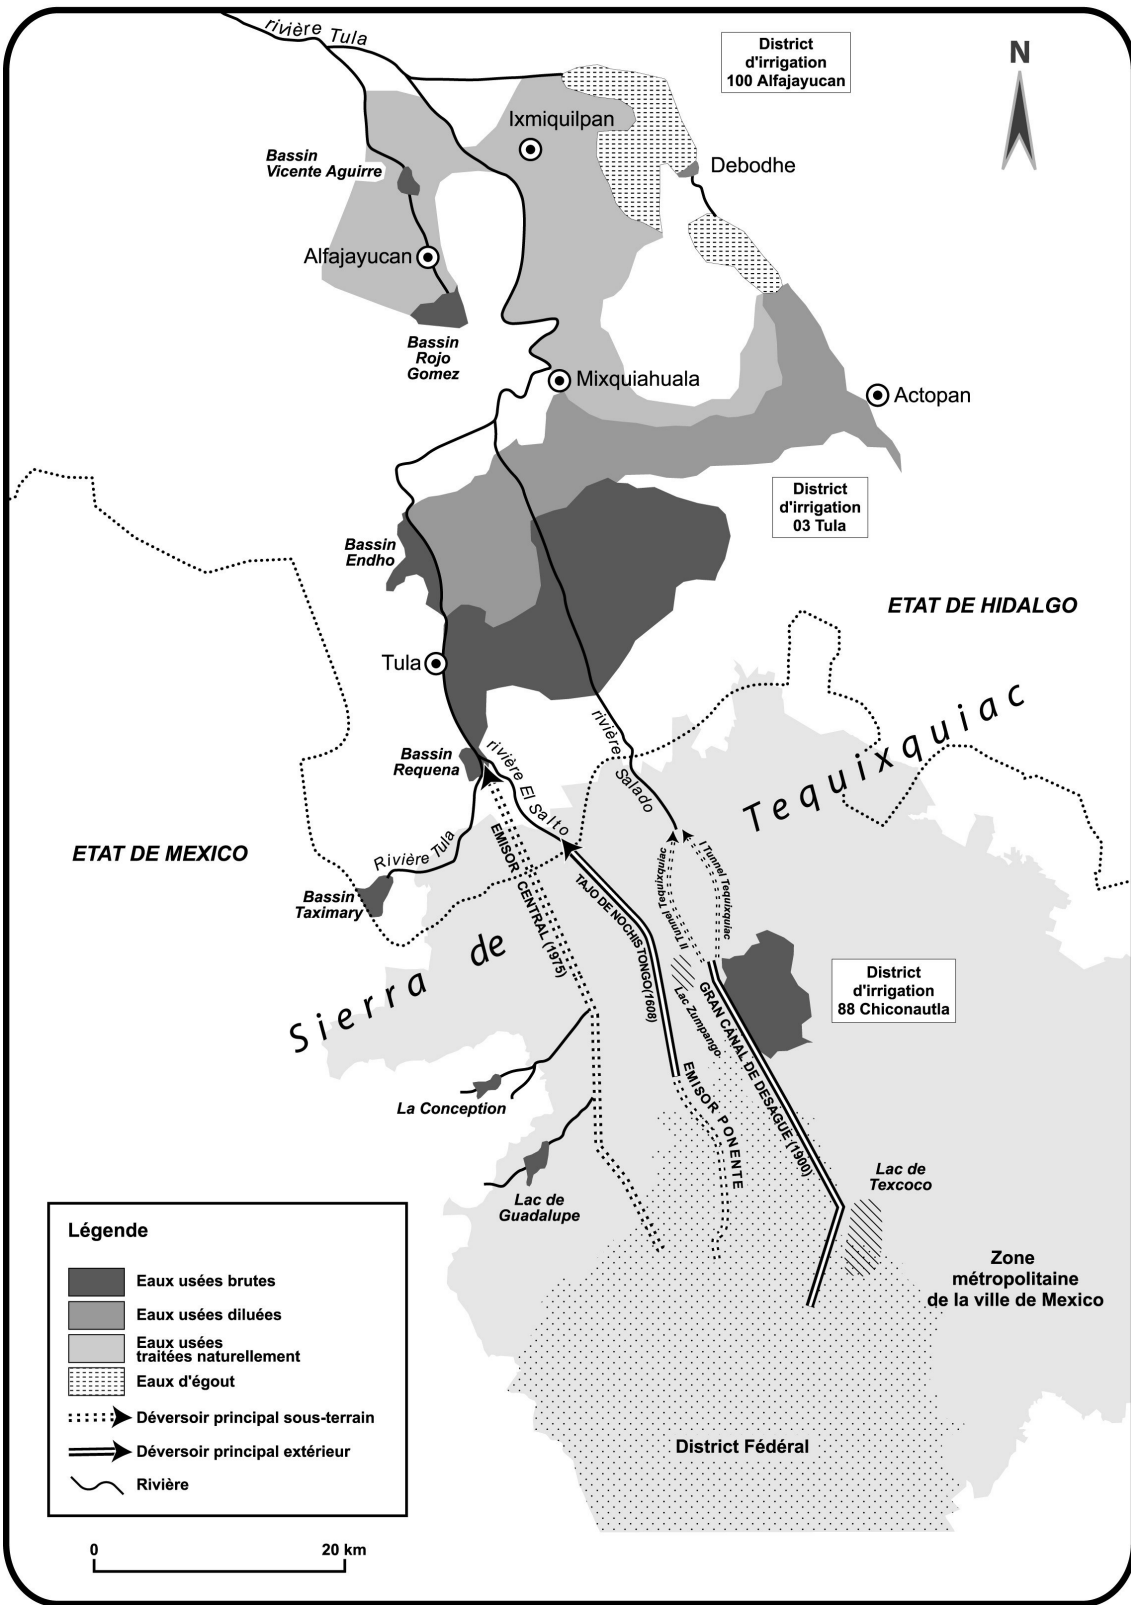 rivière Tula
District
d'irrigation
100 Alfajayucan
N
Ixmiquilpan
Bassin
Vicente Aguirre
Debodhe
Alfajayucan
Bassin
Rojo
Gomez
Mixquiahuala
Actopan
District
d'irrigation
03 Tula
Bassin
Endho
ETAT DE HIDALGO
Tula
Sierra de Tequixquiac
rivière Salado
rivière El Salto
Bassin
Requena
Rivière Tula
ETAT DE MEXICO
Bassin
Taximary
EMISOR CENTRAL (1975)
TAJO DE NOCHISTONGO(1608)
II Tunnel Tequixquiac
I Tunnel Tequixquiac
Lac Zumpango
GRAN CANAL DE DESAGUE (1900)
District
d'irrigation
88 Chiconautla
EMISOR PONENTE
La Conception
Lac de
Guadalupe
Lac de
Texcoco
Zone
métropolitaine
de la ville de Mexico
District Fédéral
Légende
Eaux usées brutes
Eaux usées diluées
Eaux usées
traitées naturellement
Eaux d'égout
Déversoir principal sous-terrain
Déversoir principal extérieur
Rivière
0 20 km